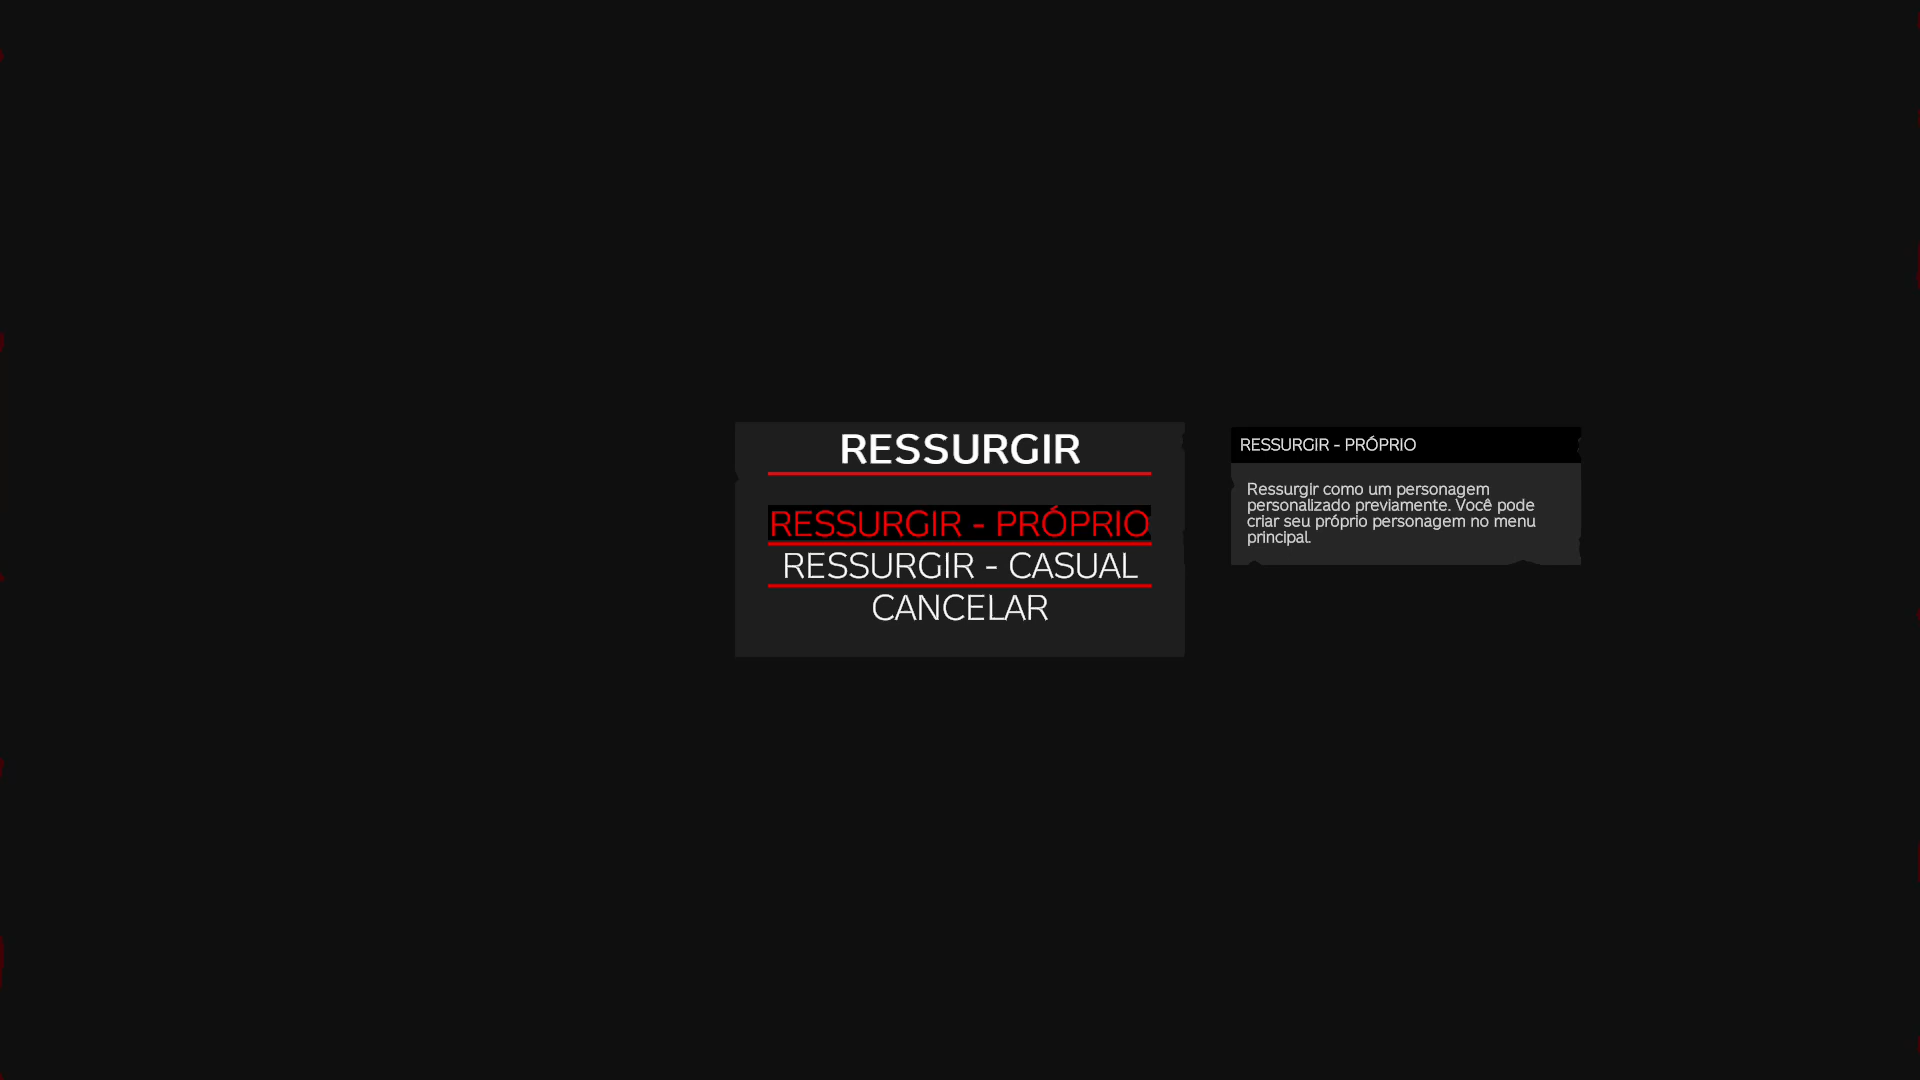 RESSURGIR
RESSURGIR - PRÓPRIO
RESSURGIR - CASUAL
CANCELAR
RESSURGIR - PRÓPRIO
Ressurgir como um personagem
personalizado previamente. Você pode
criar seu próprio personagem no menu
principal.